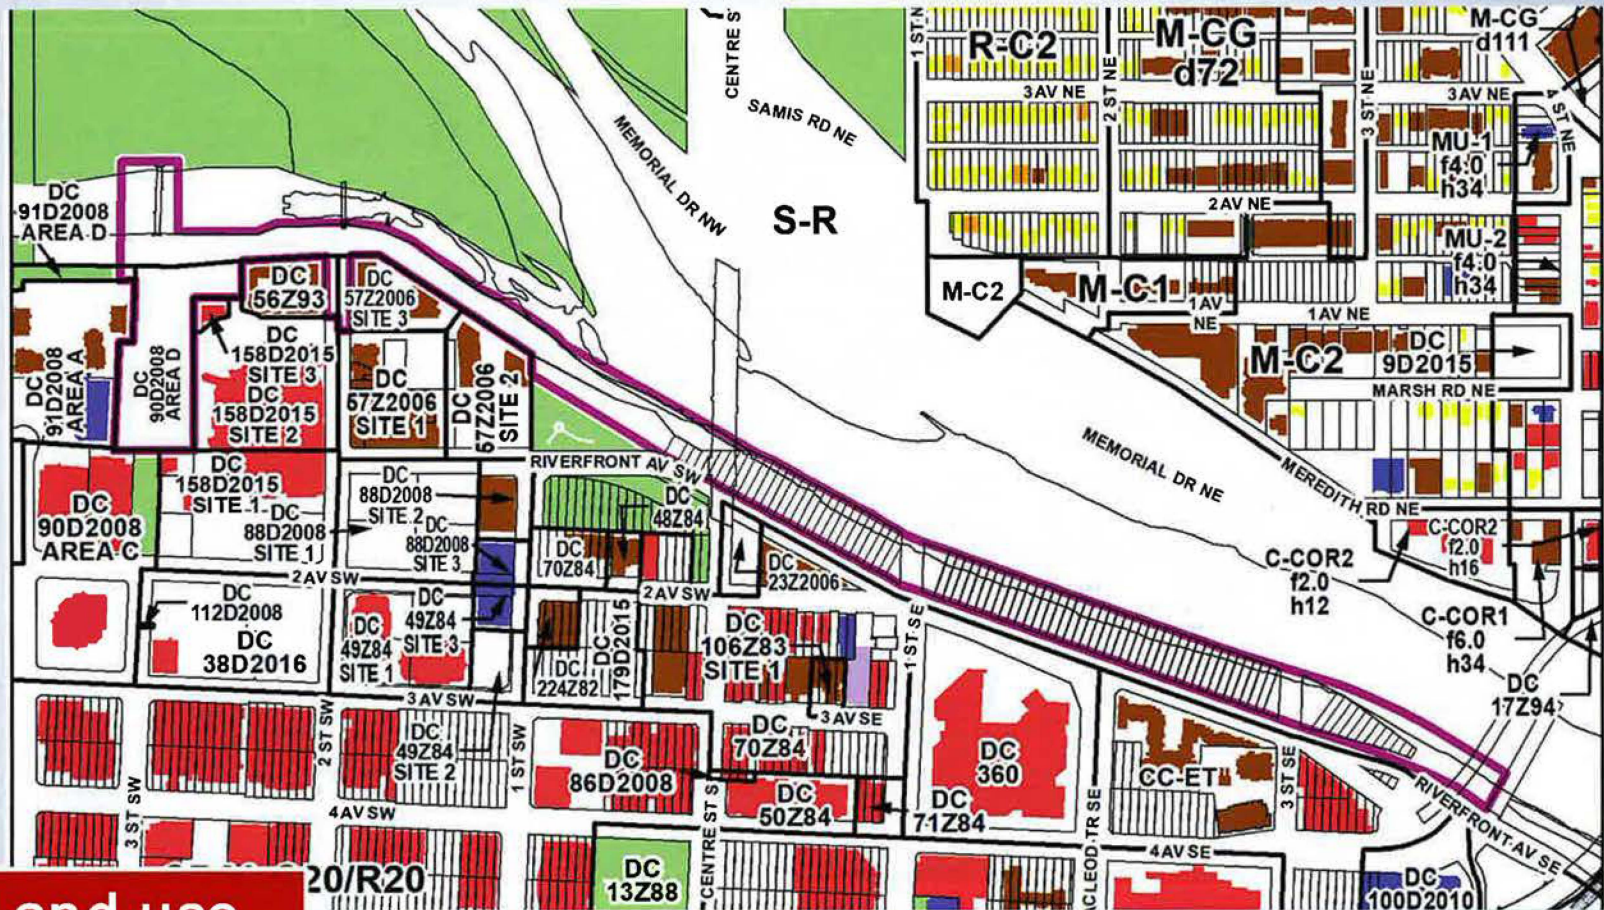 CENTRE S
1 ST N
R-C2
M-CG
d72
M-CG
d111
3 AV NE
3 AV NE
2 ST NE
3 ST NE
4 ST NE
SAMIS RD NE
MEMORIAL DR NW
MU-1
f4.0
h34
DC
91D2008
AREA D
S-R
2 AV NE
MU-2
f4.0
h34
DC
56Z93
DC
57Z2006
SITE 3
M-C2
M-C1
1 AV
NE
1 AV NE
DC
91D2008
AREA A
DC
90D2008
AREA D
DC
158D2015
SITE 3
DC
158D2015
SITE 2
DC
57Z2006
SITE 1
DC
57Z2006
SITE 2
M-C2
DC
9D2015
MARSH RD NE
MEMORIAL DR NE
MEREDITH RD NE
RIVERFRONT AV SW
DC
90D2008
AREA C
DC
158D2015
SITE 1
DC
88D2008
SITE 1
DC
88D2008
SITE 2
DC
88D2008
SITE 3
DC
48Z84
DC
70Z84
DC
23Z2006
C-COR2
f2.0
h16
C-COR2
f2.0
h12
C-COR1
f6.0
h34
2 AV SW
2 AV SW
DC
112D2008
DC
38D2016
DC
49Z84
SITE 1
DC
49Z84
SITE 3
DC
224Z82
DC
179D2015
DC
106Z83
SITE 1
1 ST SE
DC
17Z94
3 AV SW
3 AV SE
2 ST SW
DC
49Z84
SITE 2
1 ST SW
DC
86D2008
DC
70Z84
DC
360
CC-ET
3 ST SE
3 ST SW
4 AV SW
CENTRE ST S
DC
50Z84
DC
71Z84
MACLEOD TR SE
RIVERFRONT AV SE
4 AV SE
20/R20
DC
13Z88
DC
100D2010
and use